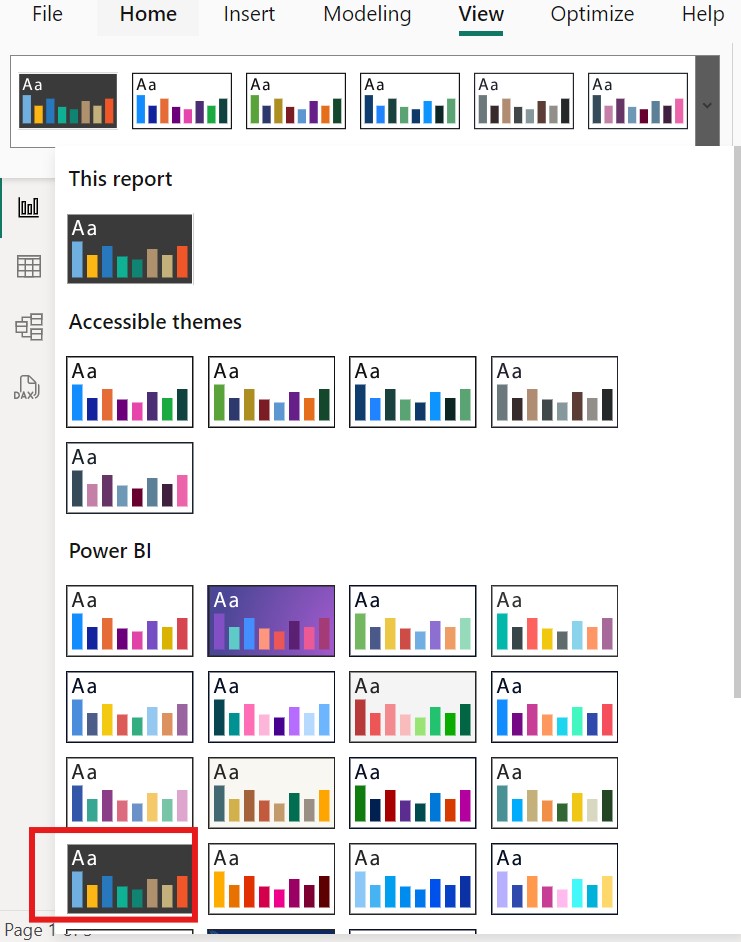 File Home Insert Modeling View Optimize Help
Aa Aa Aa Aa Aa Aa
This report
Aa
DAX
Accessible themes
Aa Aa Aa Aa
Aa
Power BI
Aa Aa Aa Aa
Aa Aa Aa Aa
Aa Aa Aa Aa
Aa Aa Aa Aa
Page 1